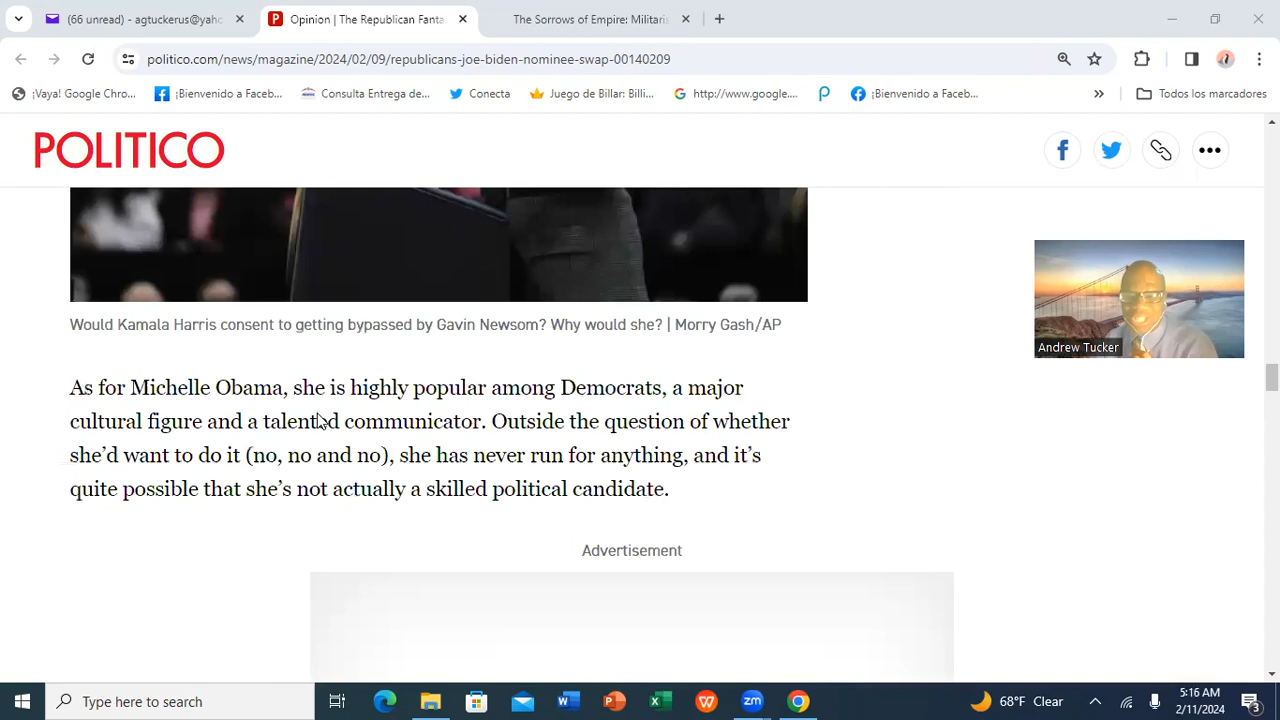 (66 unread) - agtuckerus@yaho
Opinion | The Republican Fanta
The Sorrows of Empire: Militaris
politico.com/news/magazine/2024/02/09/republicans-joe-biden-nominee-swap-00140209
¡Vaya! Google Chro...
¡Bienvenido a Faceb...
Consulta Entrega de...
Conecta
Juego de Billar: Billi...
http://www.google....
¡Bienvenido a Faceb...
»
Todos los marcadores
POLITICO
Would Kamala Harris consent to getting bypassed by Gavin Newsom? Why would she? | Morry Gash/AP
Andrew Tucker
As for Michelle Obama, she is highly popular among Democrats, a major
cultural figure and a talented communicator. Outside the question of whether
she’d want to do it (no, no and no), she has never run for anything, and it’s
quite possible that she’s not actually a skilled political candidate.
Advertisement
Type here to search
zm
68°F Clear
5:16 AM
2/11/2024
3